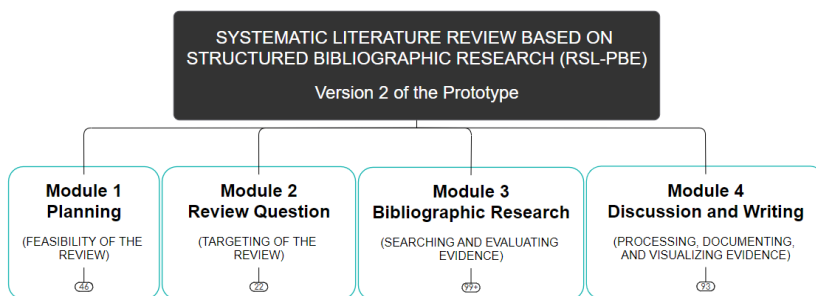 SYSTEMATIC LITERATURE REVIEW BASED ON
STRUCTURED BIBLIOGRAPHIC RESEARCH (RSL-PBE)
Version 2 of the Prototype
Module 1
Planning
(FEASIBILITY OF THE
REVIEW)
46
Module 2
Review Question
(TARGETING OF THE
REVIEW)
22
Module 3
Bibliographic Research
(SEARCHING AND EVALUATING
EVIDENCE)
99+
Module 4
Discussion and Writing
(PROCESSING, DOCUMENTING,
AND VISUALIZING EVIDENCE)
93